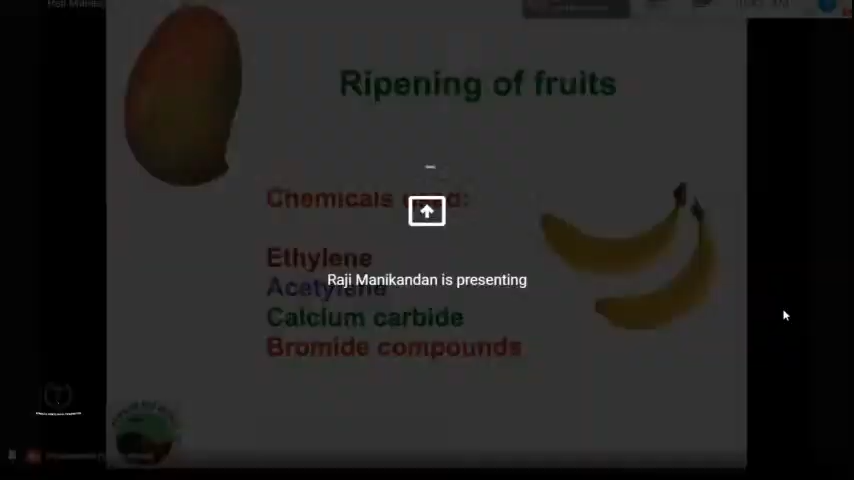 Ripening of fruits
Chemicals used:
Ethylene
Raji Manikandan is presenting
Acetylene
Calcium carbide
Bromide compounds